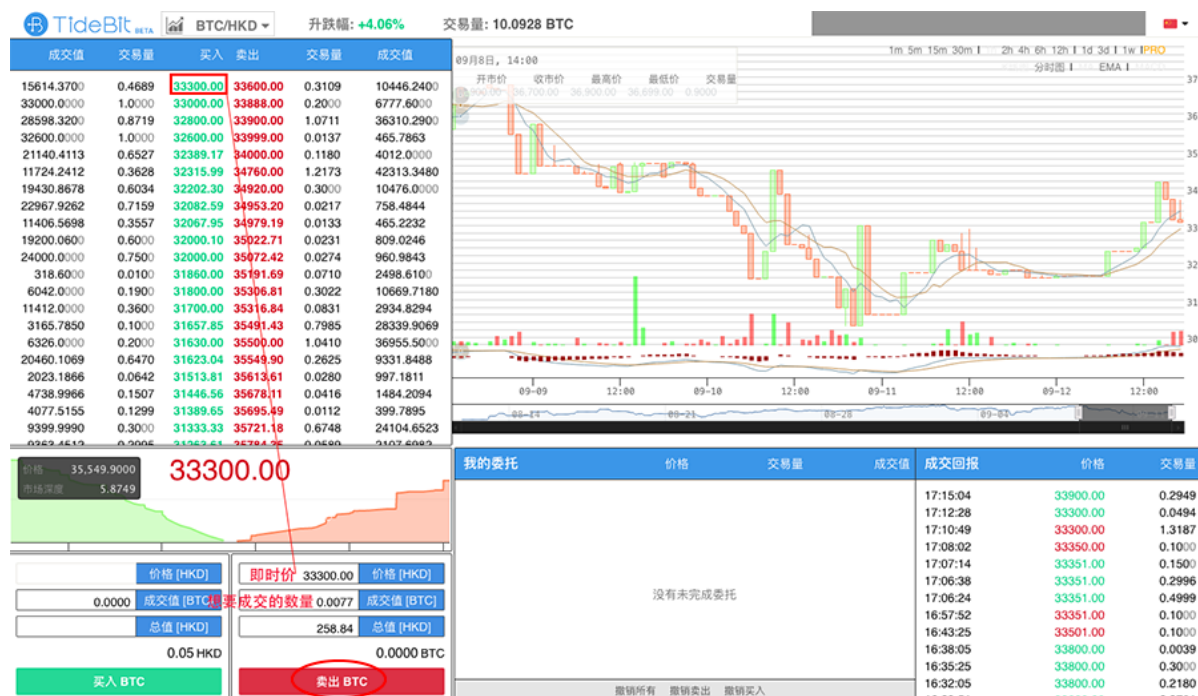 TideBit BETA BTC/HKD 升跌幅: +4.06% 交易量: 10.0928 BTC
成交值 交易量 买入 卖出 交易量 成交值
15614.3700 0.4689 33300.00 33600.00 0.3109 10446.2400
33000.0000 1.0000 33000.00 33888.00 0.2000 6777.6000
28598.3200 0.8719 32800.00 33900.00 1.0711 36310.2900
32600.0000 1.0000 32600.00 33999.00 0.0137 465.7863
21140.4113 0.6527 32389.17 34000.00 0.1180 4012.0000
11724.2412 0.3628 32315.99 34760.00 1.2173 42313.3480
19430.8678 0.6034 32202.30 34920.00 0.3000 10476.0000
22967.9262 0.7159 32082.59 34953.20 0.0217 758.4844
11406.5698 0.3557 32067.95 34979.19 0.0133 465.2232
19200.0600 0.6000 32000.10 35022.71 0.0231 809.0246
24000.0000 0.7500 32000.00 35072.42 0.0274 960.9843
318.6000 0.0100 31860.00 35191.69 0.0710 2498.6100
6042.0000 0.1900 31800.00 35306.81 0.3022 10669.7180
11412.0000 0.3600 31700.00 35316.84 0.0831 2934.8294
3165.7850 0.1000 31657.85 35491.43 0.7985 28339.9069
6326.0000 0.2000 31630.00 35500.00 1.0410 36955.5000
20460.1069 0.6470 31623.04 35549.90 0.2625 9331.8488
2023.1866 0.0642 31513.81 35613.61 0.0280 997.1811
4738.9966 0.1507 31446.56 35678.11 0.0416 1484.2094
4077.5155 0.1299 31389.65 35695.49 0.0112 399.7895
9399.9990 0.3000 31333.33 35721.18 0.6748 24104.6523
1m 5m 15m 30m 2h 4h 6h 12h 1d 3d 1w PRO
分时图 EMA
09月8日, 14:00
开市价 收市价 最高价 最低价 交易量
36,700.00 36,900.00 36,699.00 0.9000
37
36
35
34
33
32
31
30
09-09 12:00 09-10 12:00 09-11 12:00 09-12 12:00
08-14 08-21 08-28 09-04
价格 35,549.9000
市场深度 5.8749
33300.00
价格 [HKD]
0.0000 成交值 [BTC]
总值 [HKD]
0.05 HKD
买入 BTC
即时价 33300.00 价格 [HKD]
想要成交的数量 0.0077 成交值 [BTC]
258.84 总值 [HKD]
0.0000 BTC
卖出 BTC
我的委托 价格 交易量 成交值
没有未完成委托
撤销所有 撤销卖出 撤销买入
成交回报 价格 交易量
17:15:04 33900.00 0.2949
17:12:28 33300.00 0.0494
17:10:49 33300.00 1.3187
17:08:02 33350.00 0.1000
17:07:14 33351.00 0.1500
17:06:38 33351.00 0.2996
17:06:24 33351.00 0.4999
16:57:52 33351.00 0.1000
16:43:25 33501.00 0.1000
16:38:05 33800.00 0.0039
16:35:25 33800.00 0.3000
16:32:05 33800.00 0.2180